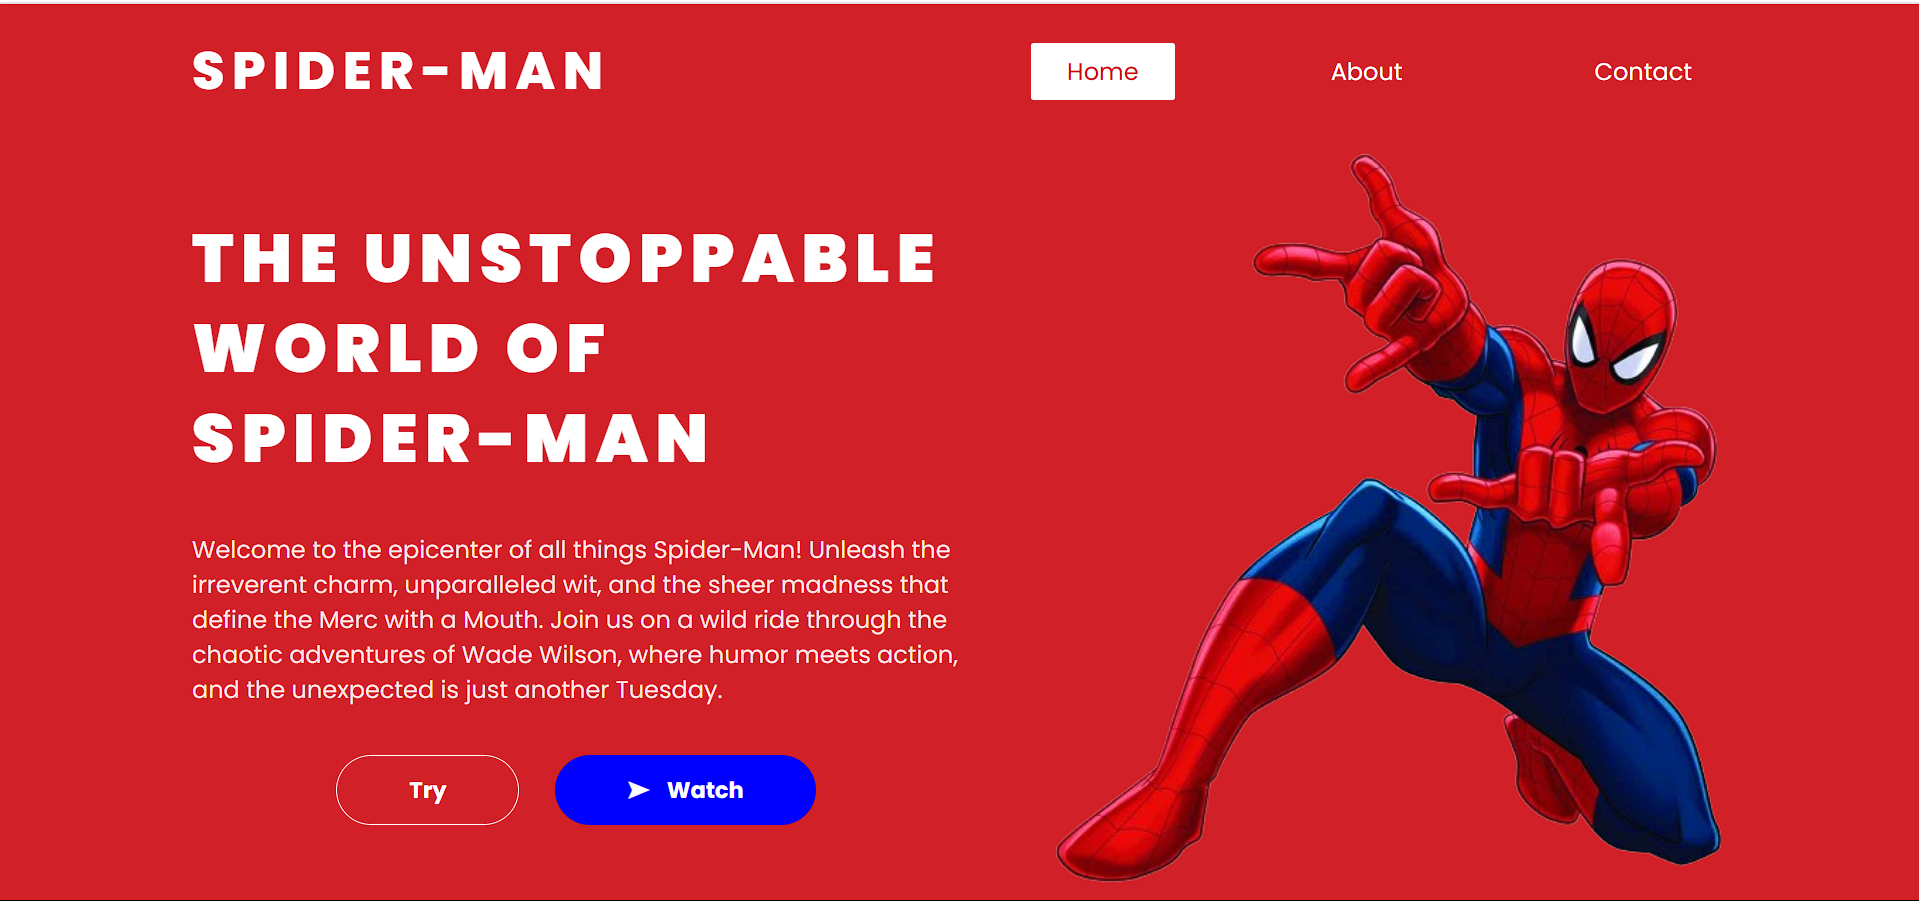 SPIDER-MAN
Home
About
Contact
THE UNSTOPPABLE
WORLD OF
SPIDER-MAN
Welcome to the epicenter of all things Spider-Man! Unleash the
irreverent charm, unparalleled wit, and the sheer madness that
define the Merc with a Mouth. Join us on a wild ride through the
chaotic adventures of Wade Wilson, where humor meets action,
and the unexpected is just another Tuesday.
Try
Watch